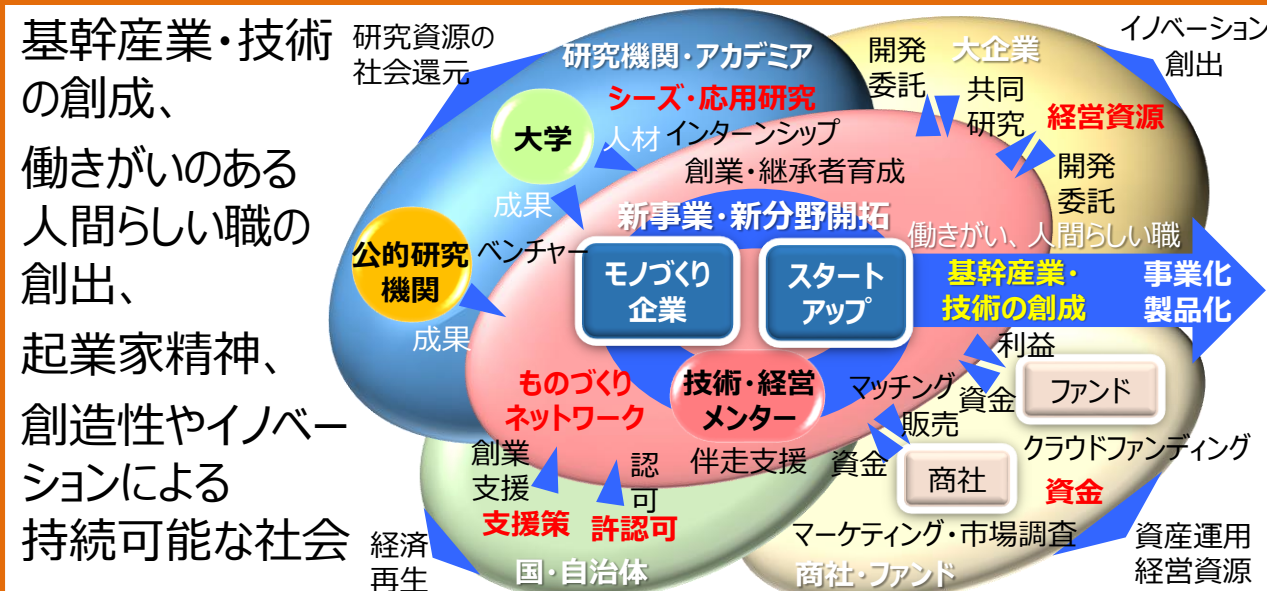 基幹産業・技術
の創成、
働きがいのある
人間らしい職の
創出、
起業家精神、
創造性やイノベー
ションによる
持続可能な社会
研究資源の
社会還元
研究機関・アカデミア
シーズ・応用研究
大学
人材
インターンシップ
創業・継承者育成
成果
公的研究
機関
ベンチャー
成果
開発
委託
大企業
共同
研究
経営資源
開発
委託
イノベーション
創出
新事業・新分野開拓
モノづくり
企業
スタート
アップ
働きがい、人間らしい職
基幹産業・
技術の創成
事業化
製品化
ものづくり
ネットワーク
技術・経営
メンター
伴走支援
創業
支援
認
可
支援策
許認可
国・自治体
経済
再生
マッチング
販売
資金
利益
資金
ファンド
クラウドファンディング
商社
資金
マーケティング・市場調査
商社・ファンド
資産運用
経営資源